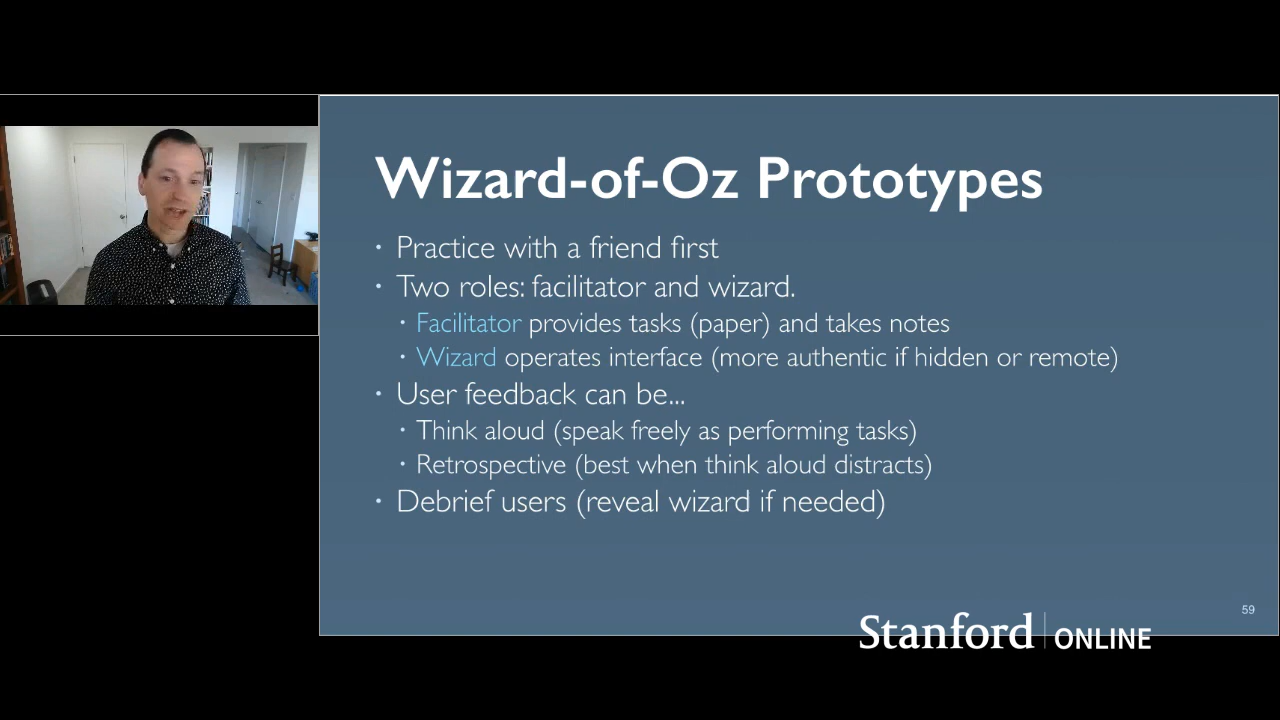 Wizard-of-Oz Prototypes
• Practice with a friend first
• Two roles: facilitator and wizard.
• Facilitator provides tasks (paper) and takes notes
• Wizard operates interface (more authentic if hidden or remote)
• User feedback can be...
• Think aloud (speak freely as performing tasks)
• Retrospective (best when think aloud distracts)
• Debrief users (reveal wizard if needed)
59
Stanford ONLINE